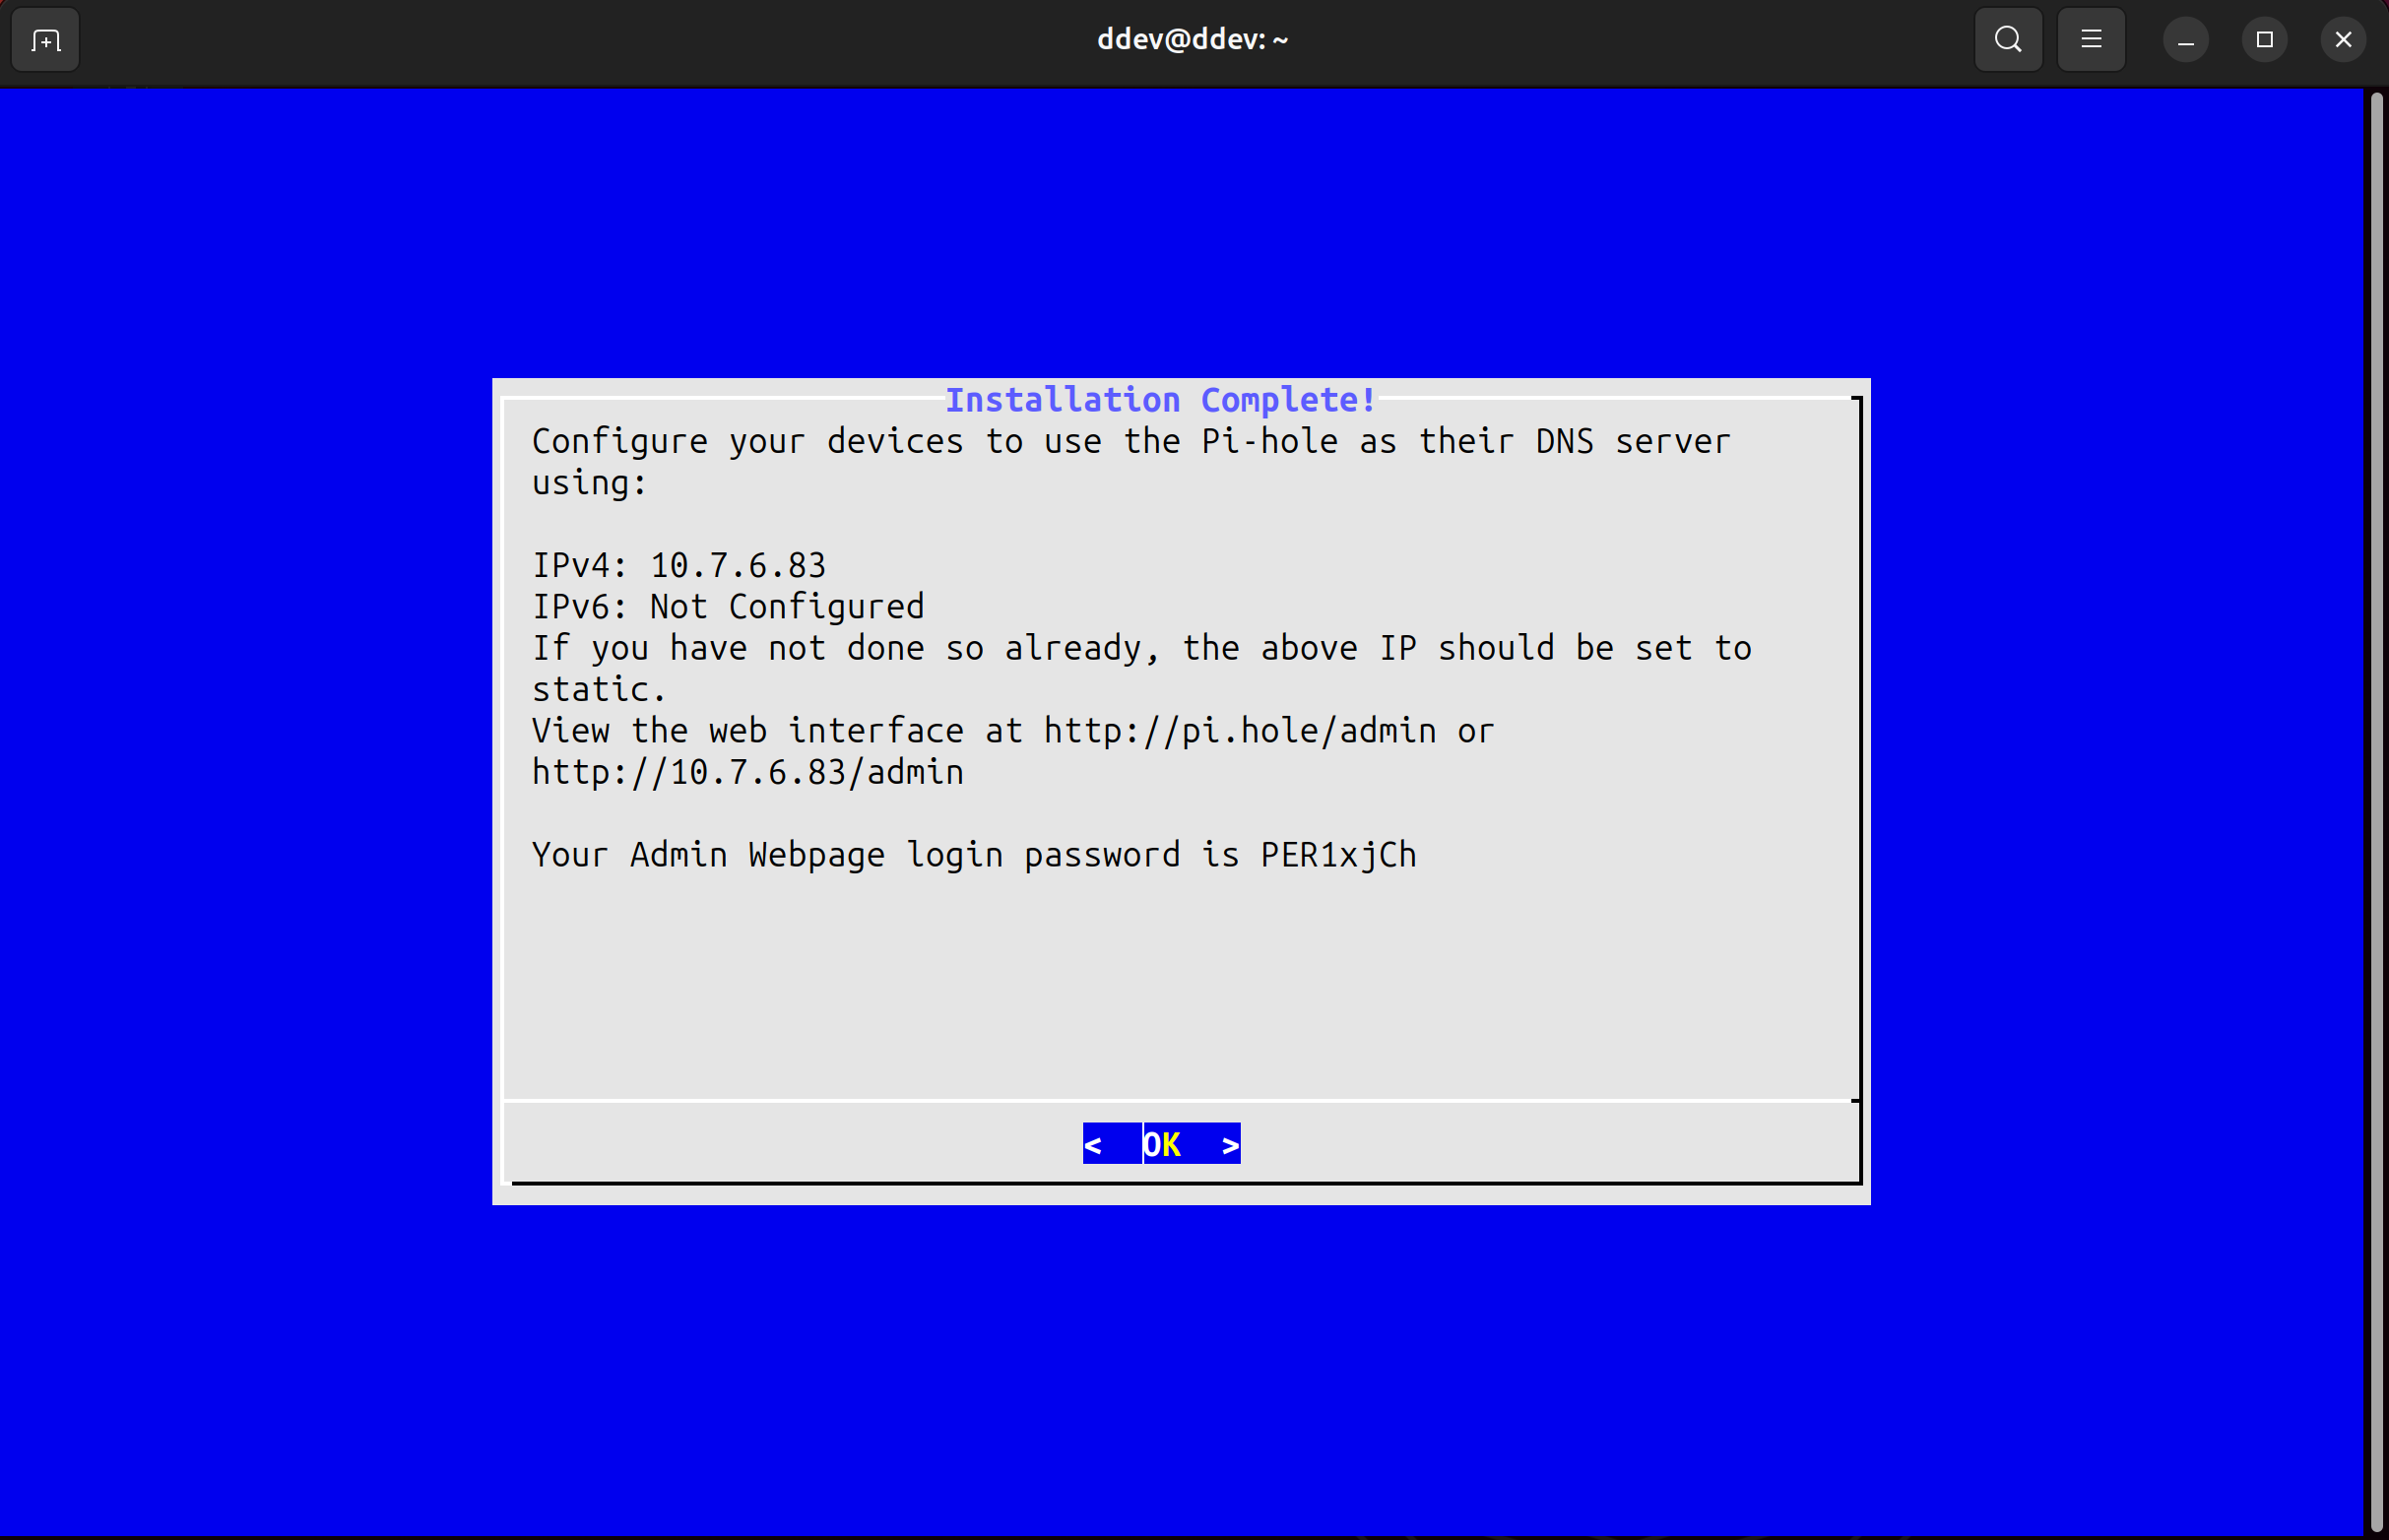 ddev@ddev: ~
Installation Complete!
Configure your devices to use the Pi-hole as their DNS server
using:
IPv4: 10.7.6.83
IPv6: Not Configured
If you have not done so already, the above IP should be set to
static.
View the web interface at http://pi.hole/admin or
http://10.7.6.83/admin
Your Admin Webpage login password is PER1xjCh
<  OK  >